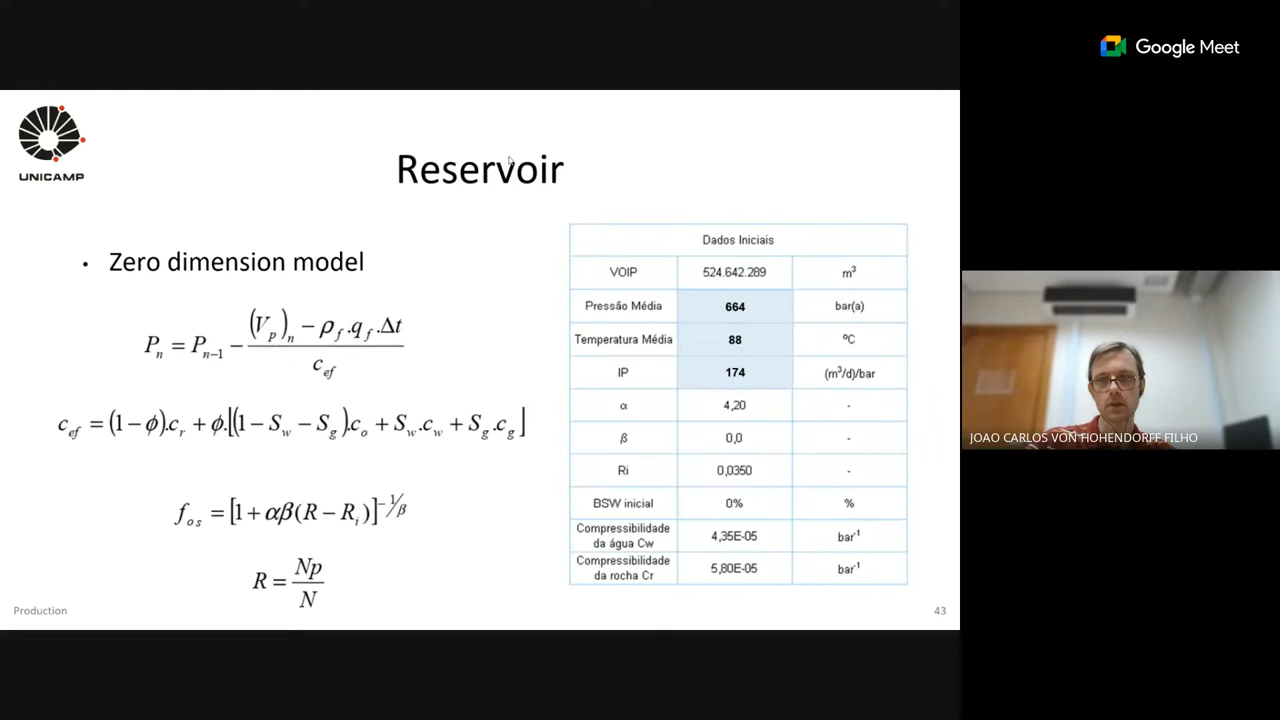 Google Meet
UNICAMP
Reservoir
• Zero dimension model
Pₙ = Pₙ₋₁ − ((Vₚ)ₙ − ρ_f .q_f .Δt) / c_ef
c_ef = (1−ϕ).c_r + ϕ.[(1−S_w−S_g).c_o + S_w.c_w + S_g.c_g]
f_os = [1+αβ(R−R_i)]^(−1/β)
R = Np / N
Dados Iniciais
VOIP 524.642.289 m³
Pressão Média 664 bar(a)
Temperatura Média 88 ºC
IP 174 (m³/d)/bar
α 4,20 -
β 0,0 -
Ri 0,0350 -
BSW inicial 0% %
Compressibilidade
da água Cw 4,35E-05 bar⁻¹
Compressibilidade
da rocha Cr 5,80E-05 bar⁻¹
Production 43
JOAO CARLOS VON HOHENDORFF FILHO